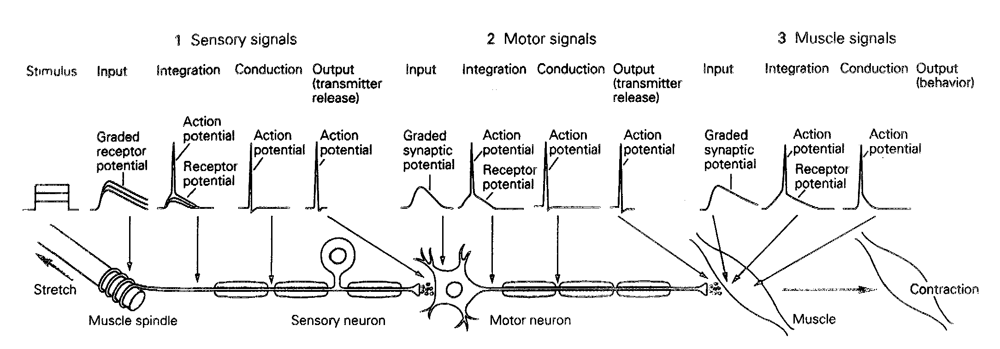 1 Sensory signals
2 Motor signals
3 Muscle signals
Stimulus
Input
Integration
Conduction
Output
(transmitter
release)
Input
Integration
Conduction
Output
(transmitter
release)
Input
Integration
Conduction
Output
(behavior)
Graded
receptor
potential
Action
potential
Receptor
potential
Action
potential
Action
potential
Graded
synaptic
potential
Action
potential
Receptor
potential
Action
potential
Action
potential
Graded
synaptic
potential
Action
potential
Receptor
potential
Action
potential
Stretch
Muscle spindle
Sensory neuron
Motor neuron
Muscle
Contraction